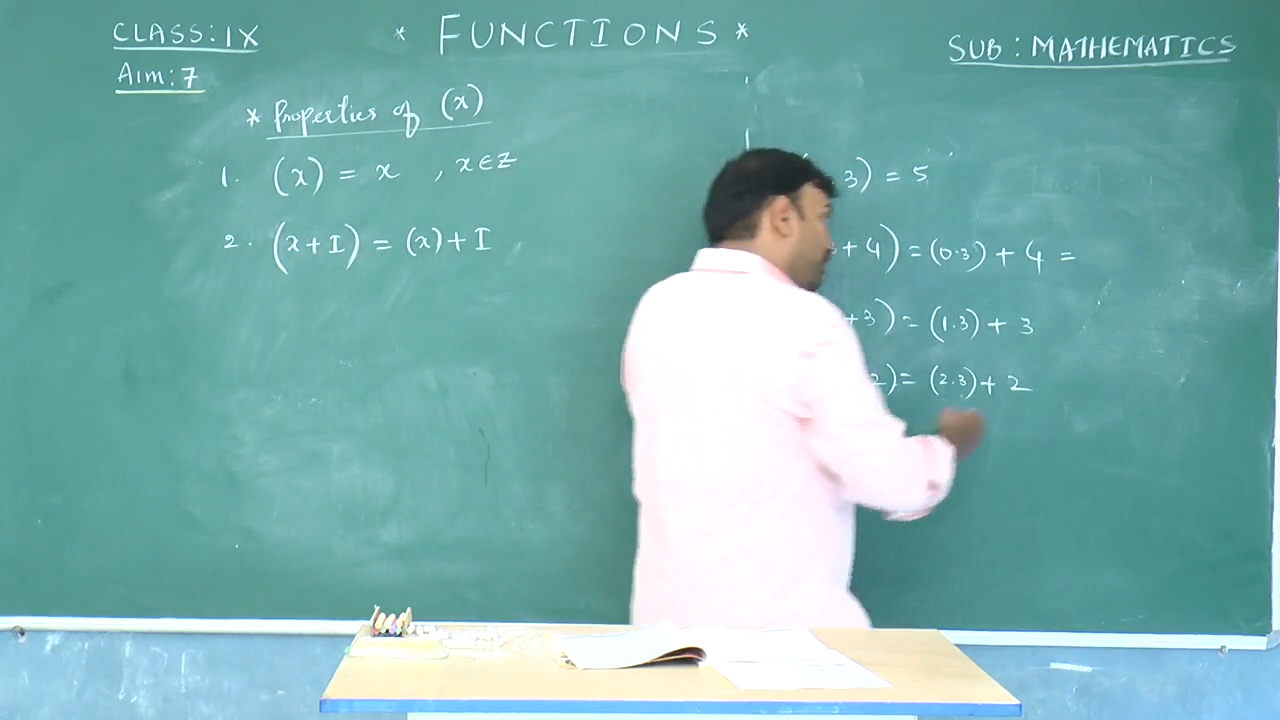 CLASS: IX
* FUNCTIONS *
SUB: MATHEMATICS
Aim: 7
* Properties of (x)
1. (x) = x , x∈Z
2. (x+I) = (x)+I
3) = 5
+ 4) = (0.3) + 4 =
+3) = (1.3) + 3
2) = (2.3) + 2